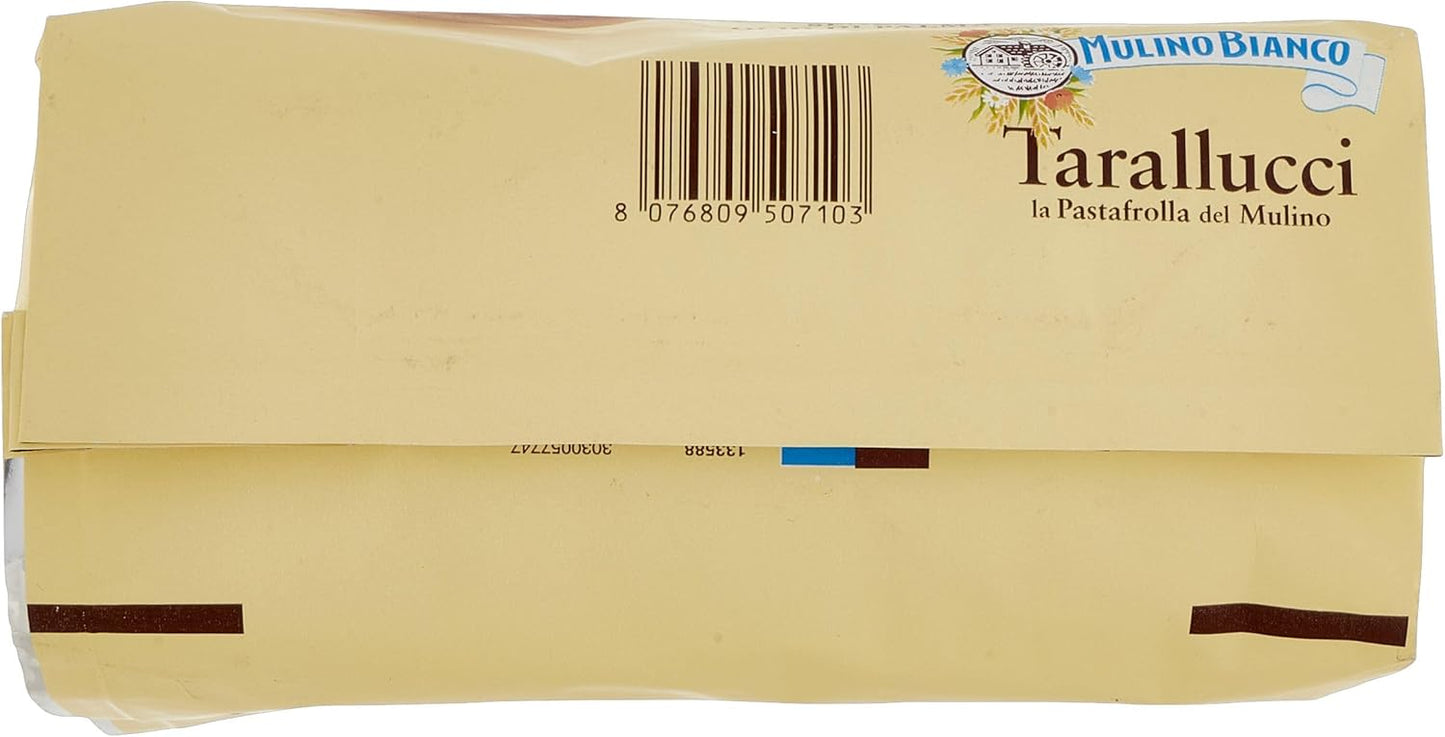 MULINO BIANCO
Tarallucci
la Pastafrolla del Mulino
8 076809 507103
133588
3030057747